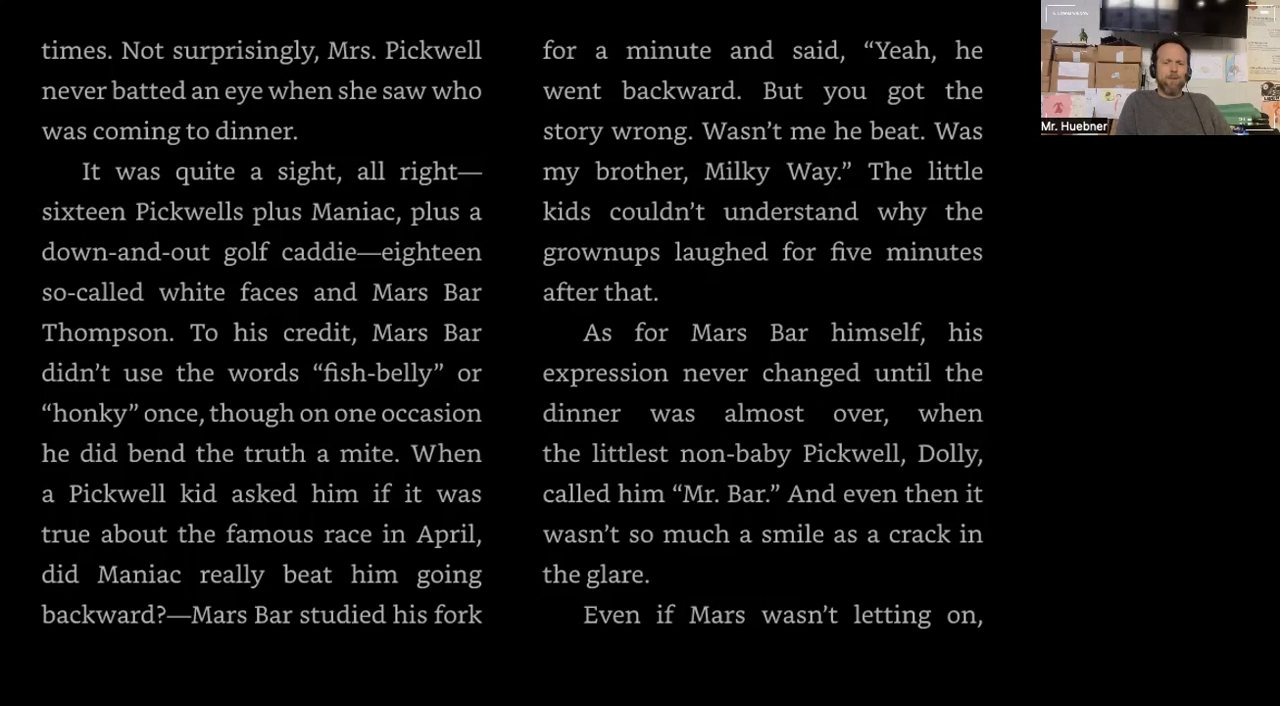 times. Not surprisingly, Mrs. Pickwell
never batted an eye when she saw who
was coming to dinner.
It was quite a sight, all right—
sixteen Pickwells plus Maniac, plus a
down-and-out golf caddie—eighteen
so-called white faces and Mars Bar
Thompson. To his credit, Mars Bar
didn’t use the words “fish-belly” or
“honky” once, though on one occasion
he did bend the truth a mite. When
a Pickwell kid asked him if it was
true about the famous race in April,
did Maniac really beat him going
backward?—Mars Bar studied his fork
for a minute and said, “Yeah, he
went backward. But you got the
story wrong. Wasn’t me he beat. Was
my brother, Milky Way.” The little
kids couldn’t understand why the
grownups laughed for five minutes
after that.
As for Mars Bar himself, his
expression never changed until the
dinner was almost over, when
the littlest non-baby Pickwell, Dolly,
called him “Mr. Bar.” And even then it
wasn’t so much a smile as a crack in
the glare.
Even if Mars wasn’t letting on,
Mr. Huebner